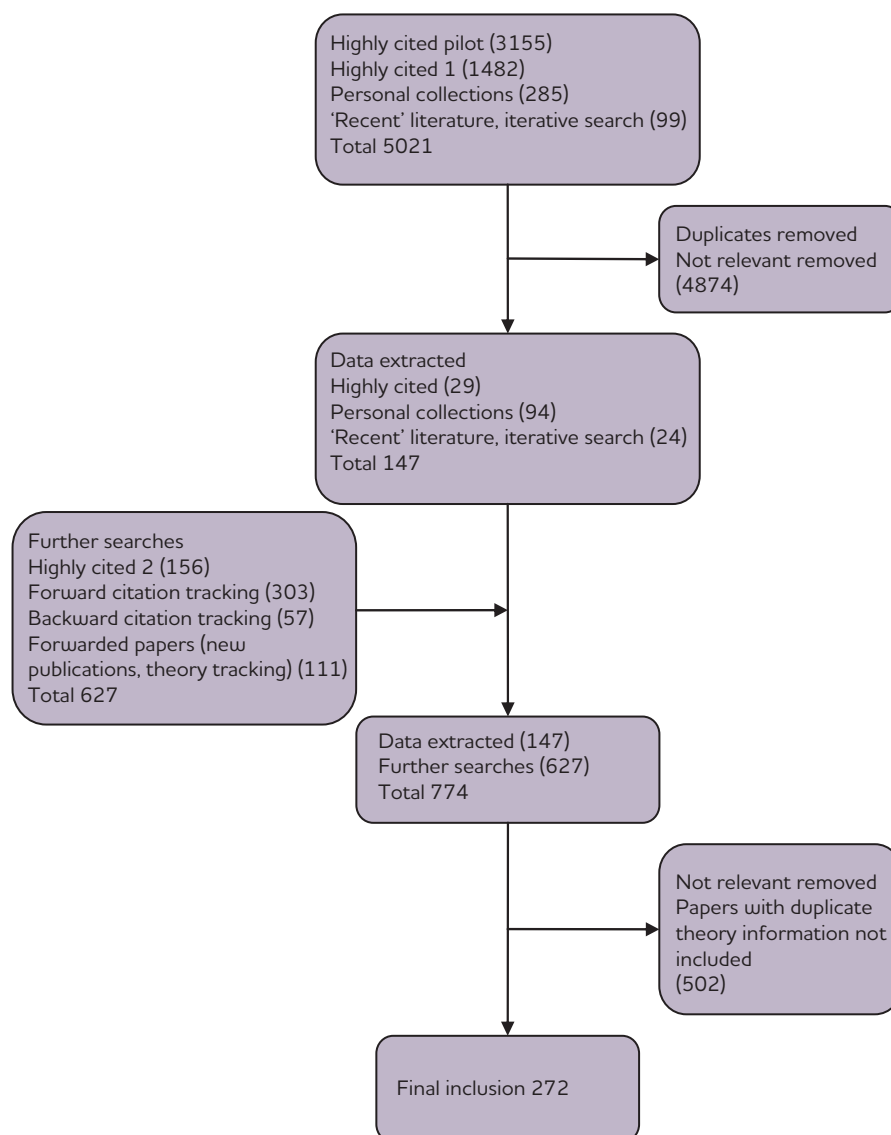 Highly cited pilot (3155)
Highly cited 1 (1482)
Personal collections (285)
‘Recent’ literature, iterative search (99)
Total 5021
Duplicates removed
Not relevant removed
(4874)
Data extracted
Highly cited (29)
Personal collections (94)
‘Recent’ literature, iterative search (24)
Total 147
Further searches
Highly cited 2 (156)
Forward citation tracking (303)
Backward citation tracking (57)
Forwarded papers (new
publications, theory tracking) (111)
Total 627
Data extracted (147)
Further searches (627)
Total 774
Not relevant removed
Papers with duplicate
theory information not
included
(502)
Final inclusion 272